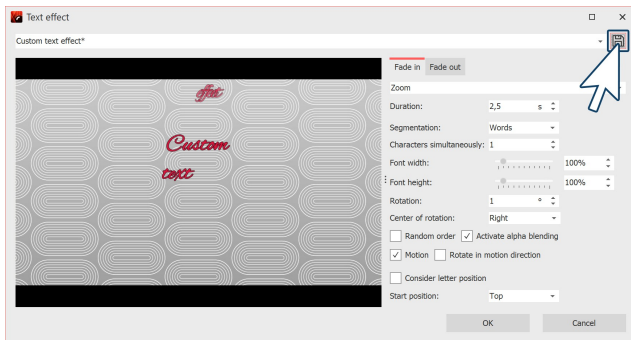 Text effect
Custom text effect*
Fade in Fade out
Zoom
Duration: 2,5 s
Segmentation: Words
Characters simultaneously: 1
Font width: 100%
Font height: 100%
Rotation: 1 °
Center of rotation: Right
Random order Activate alpha blending
Motion Rotate in motion direction
Consider letter position
Start position: Top
OK Cancel
effect
Custom
text